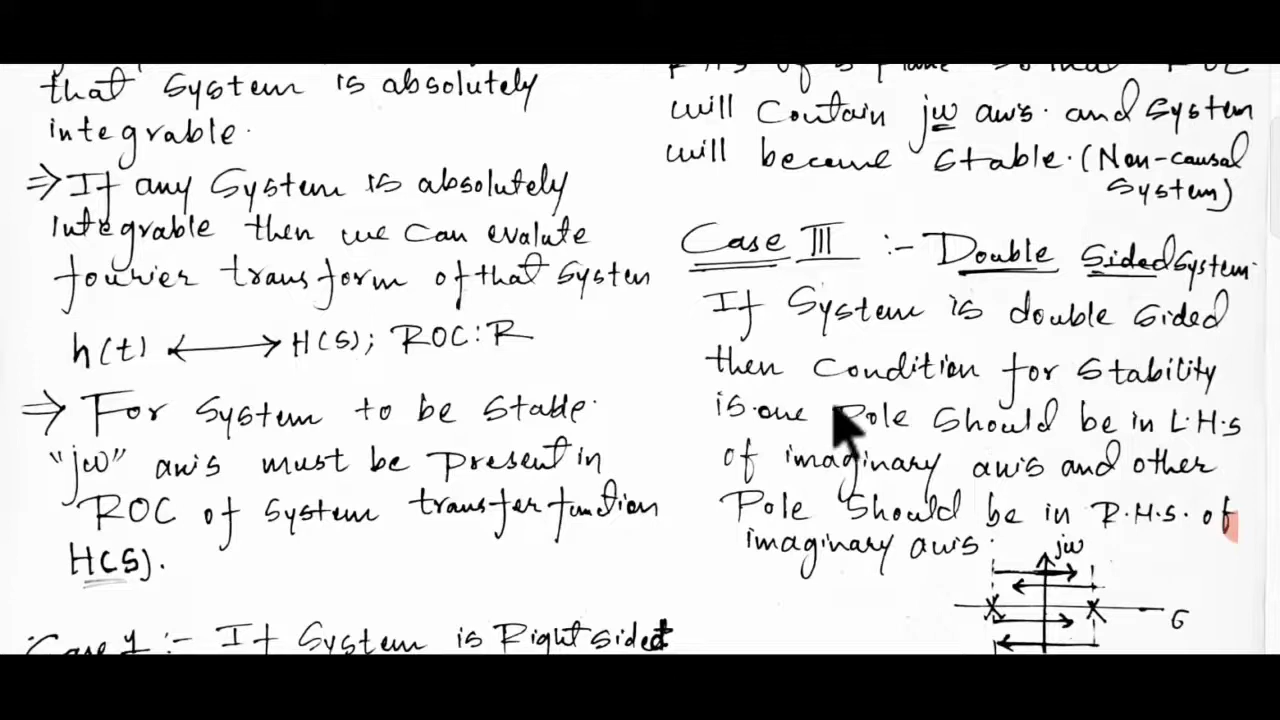 that System is absolutely
integrable.
⇒ If any System is absolutely
Integrable then we can evalute
fourier transform of that System
h(t) ⟷ H(S); ROC:R
⇒ For System to be Stable.
"jω" axis must be present in
ROC of System transfer function
H(S).
Case I :- If System is Right sided
will Contain jω axis. and System
will become Stable. (Non-causal
System)
Case III :- Double Sided System.
If System is double sided
then Condition for Stability
is one Pole Should be in L.H.S
of imaginary axis and other
Pole Should be in R.H.S. of
imaginary axis.
jω
σ